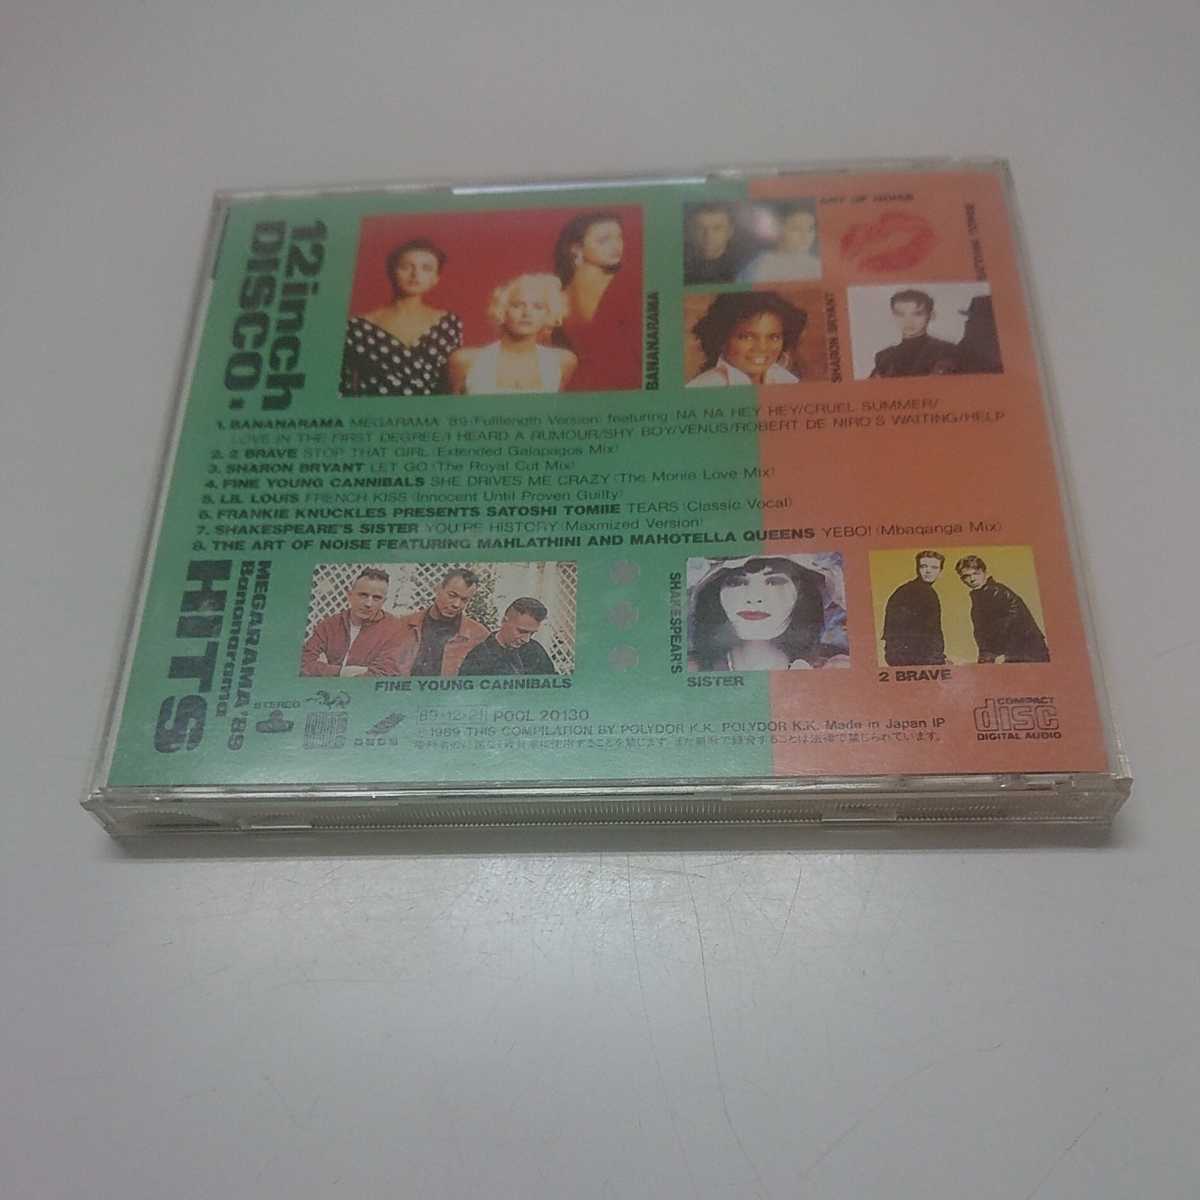 12inch
DISCO.
HITS
MEGARAMA '89
Bananarama
BANANARAMA
ART OF NOISE
SHARON BRYANT
1. BANANARAMA MEGARAMA '89 (Fulllength Version) featuring NA NA HEY HEY/CRUEL SUMMER/
LOVE IN THE FIRST DEGREE/I HEARD A RUMOUR/SHY BOY/VENUS/ROBERT DE NIRO'S WAITING/HELP
2. 2 BRAVE STOP THAT GIRL (Extended Galapagos Mix)
3. SHARON BRYANT LET GO (The Royal Cut Mix)
4. FINE YOUNG CANNIBALS SHE DRIVES ME CRAZY (The Monie Love Mix)
5. LIL LOUIS FRENCH KISS (Innocent Until Proven Guilty)
6. FRANKIE KNUCKLES PRESENTS SATOSHI TOMIIE TEARS (Classic Vocal)
7. SHAKESPEARE'S SISTER YOU'RE HISTORY (Maxmized Version)
8. THE ART OF NOISE FEATURING MAHLATHINI AND MAHOTELLA QUEENS YEBO! (Mbaqanga Mix)
FINE YOUNG CANNIBALS
SHAKESPEAR'S
SISTER
2 BRAVE
STEREO
89・12・21 POOL 20130
℗1989 THIS COMPILATION BY POLYDOR K.K. POLYDOR K.K. Made in Japan IP
COMPACT
disc
DIGITAL AUDIO